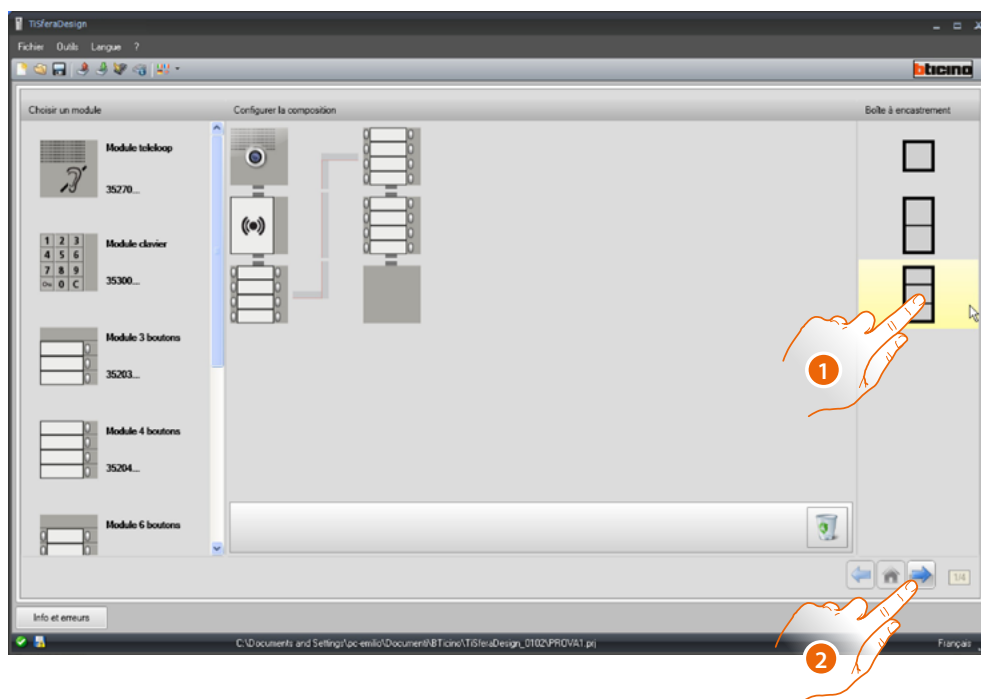 TiSferaDesign
Fichier Outils Langue ?
bticino
Choisir un module
Configurer la composition
Boîte à encastrement
Module teleloop
35270...
1 2 3
4 5 6
7 8 9
0 C
Module clavier
35300...
Module 3 boutons
35203...
Module 4 boutons
35204...
Module 6 boutons
1
1/4
Info et erreurs
C:\Documents and Settings\pc-emilio\Documenti\BTicino\TiSferaDesign_0102\PROVA1.prj
Français
2